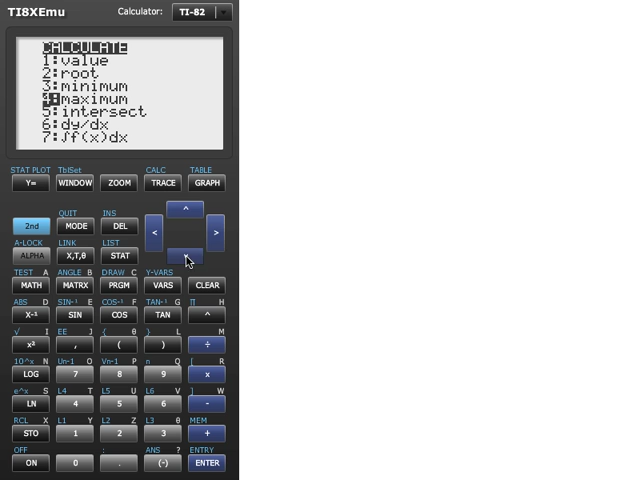 TI8XEmu Calculator: TI-82
CALCULATE
1:value
2:root
3:minimum
4:maximum
5:intersect
6:dy/dx
7:∫f(x)dx
STAT PLOT TblSet CALC TABLE
Y= WINDOW ZOOM TRACE GRAPH
^
QUIT INS
2nd MODE DEL < >
A-LOCK LINK LIST
ALPHA X,T,θ STAT
TEST A ANGLE B DRAW C Y-VARS
MATH MATRX PRGM VARS CLEAR
ABS D SIN⁻¹ E COS⁻¹ F TAN⁻¹ G Π H
X⁻¹ SIN COS TAN ^
√ I EE J { θ } L M
x² , ( ) ÷
10^x N Un-1 O Vn-1 P n Q [ R
LOG 7 8 9 x
e^x S L4 T L5 U L6 V ] W
LN 4 5 6 -
RCL X L1 Y L2 Z L3 θ MEM
STO 1 2 3 +
OFF : ANS ? ENTRY
ON 0 . (-) ENTER